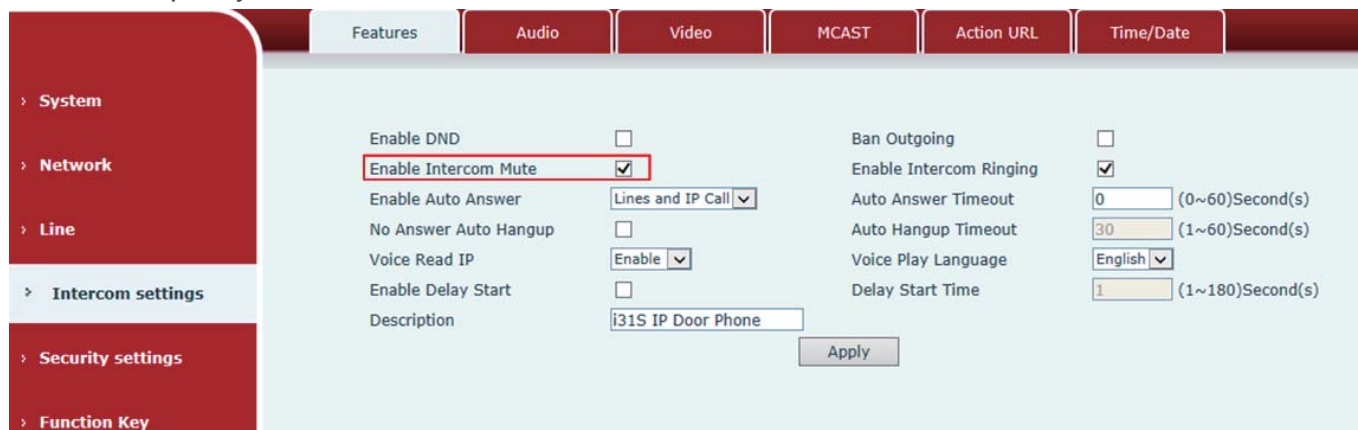 Features Audio Video MCAST Action URL Time/Date
› System
› Network
› Line
› Intercom settings
› Security settings
› Function Key
Enable DND Ban Outgoing
Enable Intercom Mute Enable Intercom Ringing
Enable Auto Answer Lines and IP Call Auto Answer Timeout 0 (0~60)Second(s)
No Answer Auto Hangup Auto Hangup Timeout 30 (1~60)Second(s)
Voice Read IP Enable Voice Play Language English
Enable Delay Start Delay Start Time 1 (1~180)Second(s)
Description i31S IP Door Phone
Apply